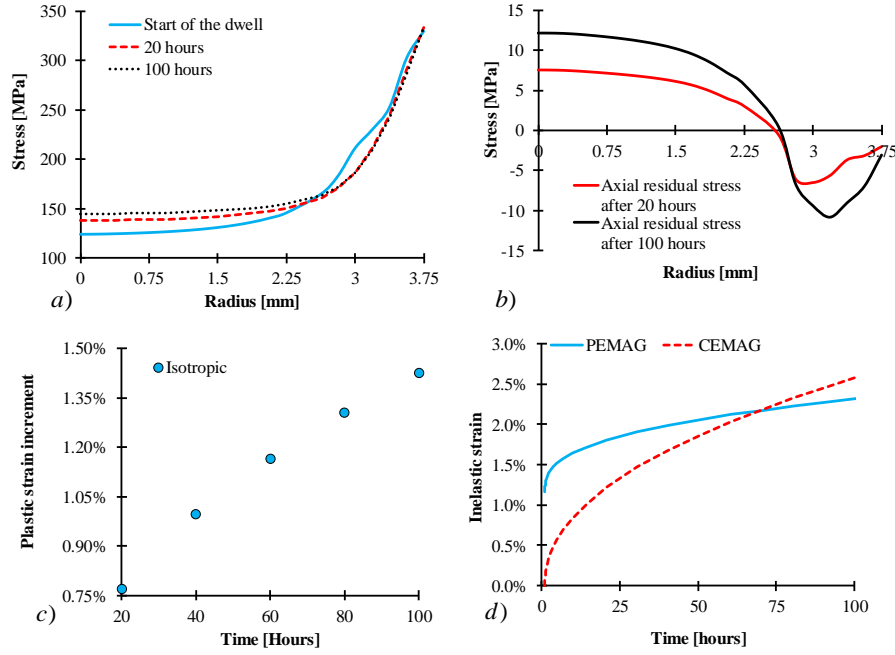 Stress [MPa]
350
300
250
200
150
100
Start of the dwell
20 hours
100 hours
0
0.75
1.5
2.25
3
3.75
Radius [mm]
a)
Stress [MPa]
15
10
5
0
-5
-10
-15
0
0.75
1.5
2.25
3
3.75
Axial residual stress
after 20 hours
Axial residual stress
after 100 hours
Radius [mm]
b)
Plastic strain increment
1.50%
1.35%
1.20%
1.05%
0.90%
0.75%
Isotropic
20
40
60
80
100
Time [Hours]
c)
Inelastic strain
3.0%
2.5%
2.0%
1.5%
1.0%
0.5%
0.0%
PEMAG
CEMAG
0
25
50
75
100
Time [hours]
d)